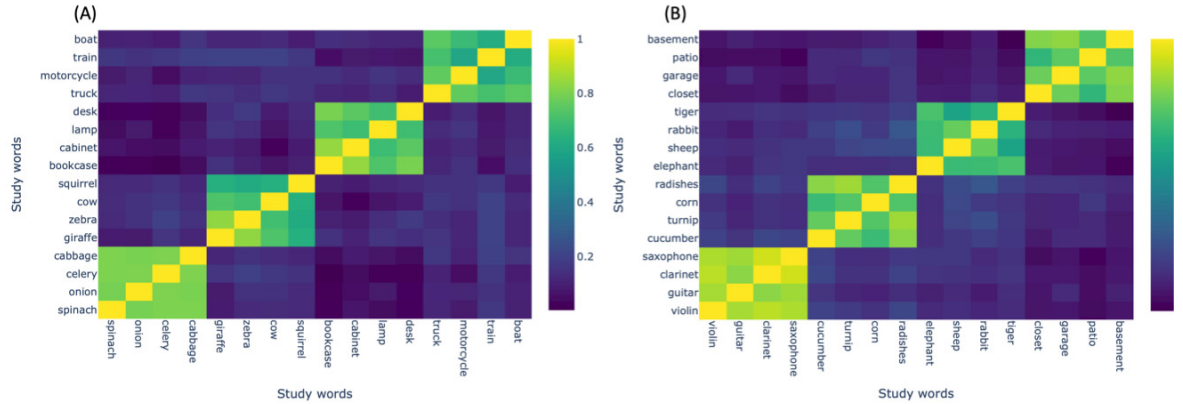 (A)
boat
train
motorcycle
truck
desk
lamp
cabinet
bookcase
squirrel
cow
zebra
giraffe
cabbage
celery
onion
spinach
Study words
spinach
onion
celery
cabbage
giraffe
zebra
cow
squirrel
bookcase
cabinet
lamp
desk
truck
motorcycle
train
boat
Study words
1
0.8
0.6
0.4
0.2
(B)
basement
patio
garage
closet
tiger
rabbit
sheep
elephant
radishes
corn
turnip
cucumber
saxophone
clarinet
guitar
violin
Study words
violin
guitar
clarinet
saxophone
cucumber
turnip
corn
radishes
elephant
sheep
rabbit
tiger
closet
garage
patio
basement
Study words